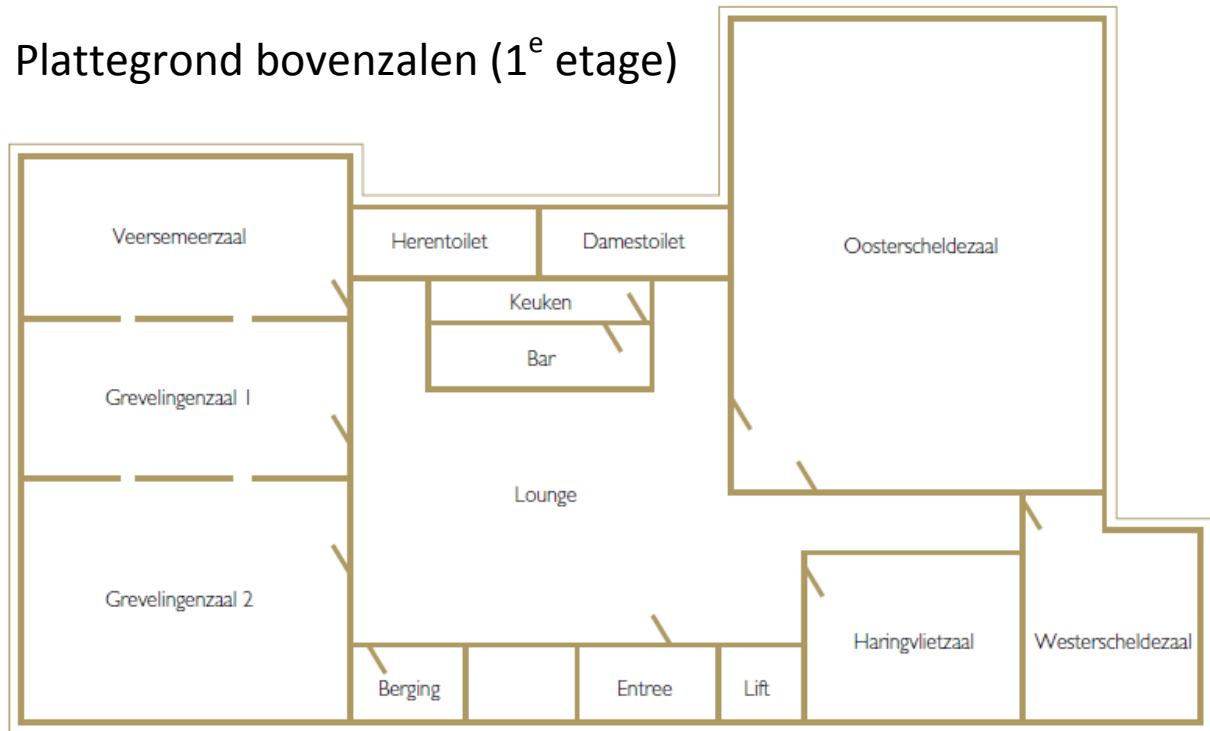 Plattegrond bovenzalen (1e etage)
Veersemeerzaal
Herentoilet
Damestoilet
Oosterscheldezaal
Keuken
Bar
Grevelingenzaal 1
Lounge
Grevelingenzaal 2
Haringvlietzaal
Westerscheldezaal
Berging
Entree
Lift